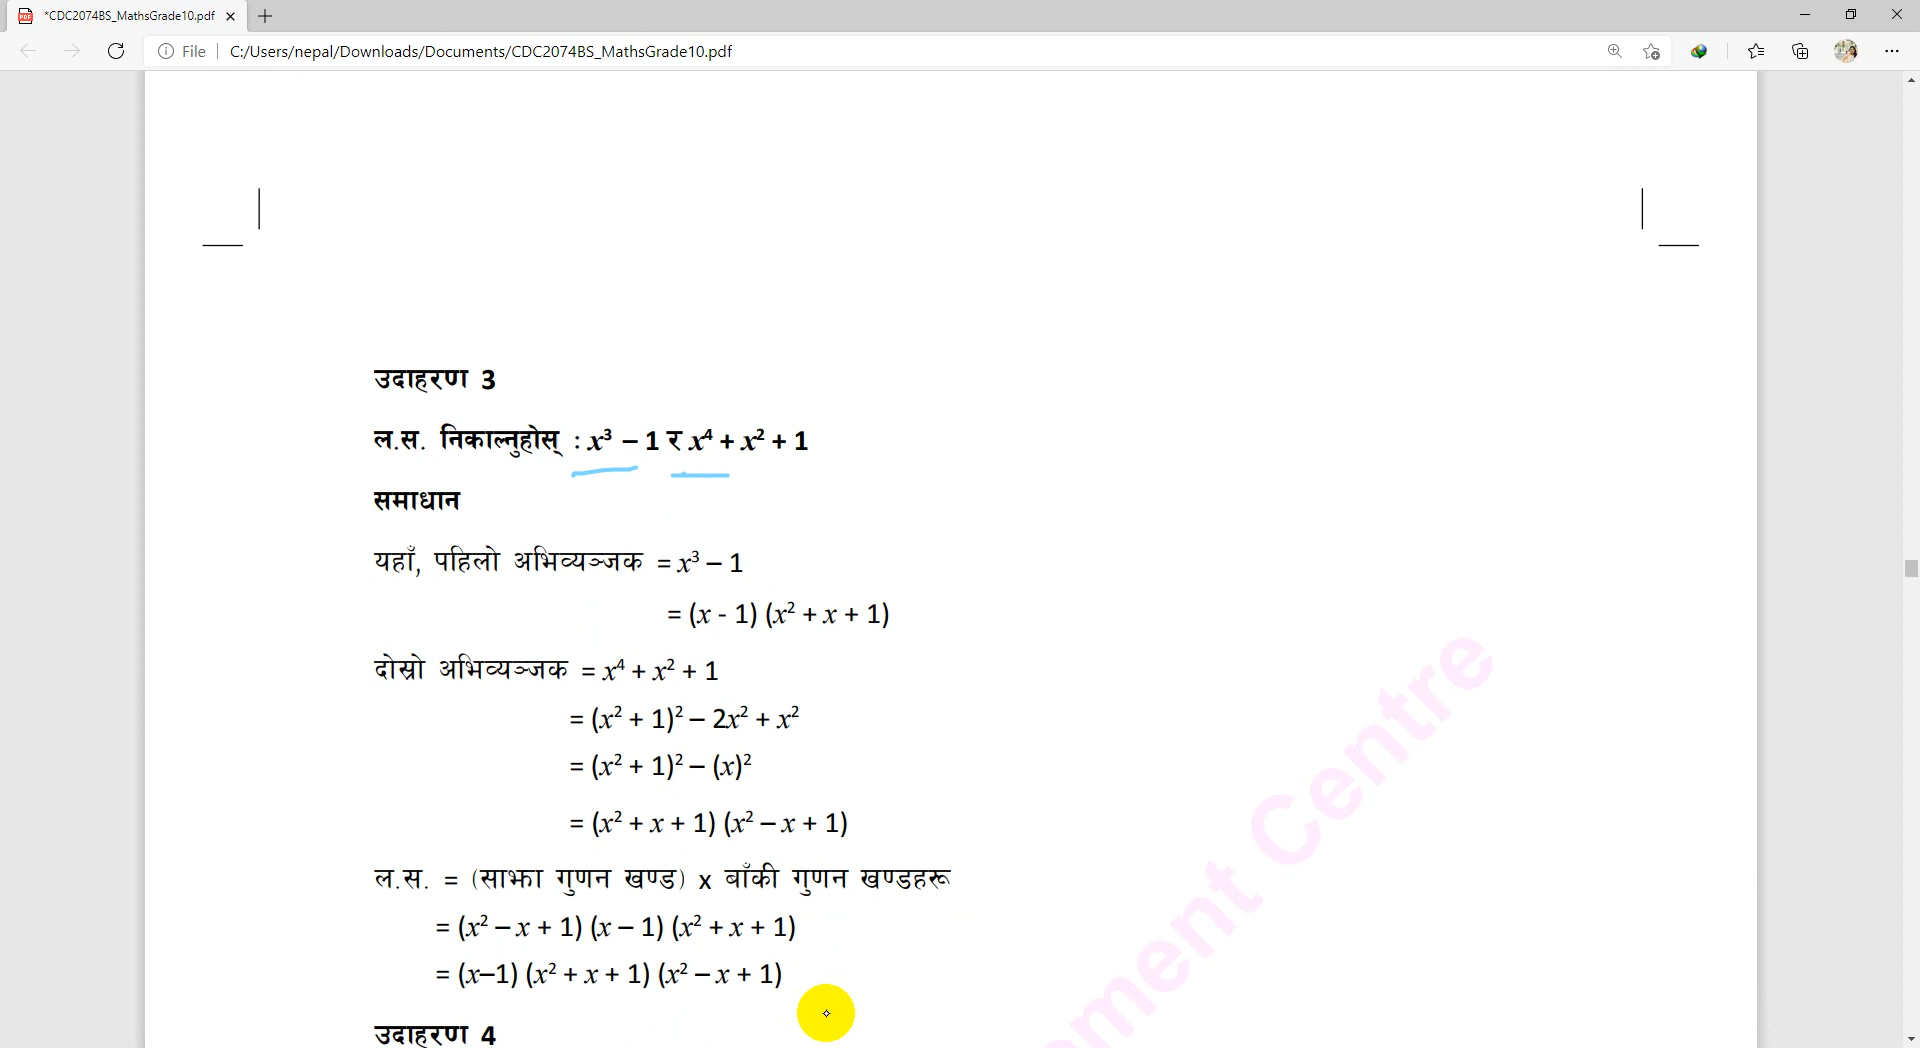 *CDC2074BS_MathsGrade10.pdf
File C:/Users/nepal/Downloads/Documents/CDC2074BS_MathsGrade10.pdf
उदाहरण 3
ल.स. निकाल्नुहोस् : x³ – 1 र x⁴ + x² + 1
समाधान
यहाँ, पहिलो अभिव्यञ्जक = x³ – 1
= (x - 1) (x² + x + 1)
दोस्रो अभिव्यञ्जक = x⁴ + x² + 1
= (x² + 1)² – 2x² + x²
= (x² + 1)² – (x)²
= (x² + x + 1) (x² – x + 1)
ल.स. = (साझा गुणन खण्ड) x बाँकी गुणन खण्डहरू
= (x² – x + 1) (x – 1) (x² + x + 1)
= (x–1) (x² + x + 1) (x² – x + 1)
उदाहरण 4
ment Centre